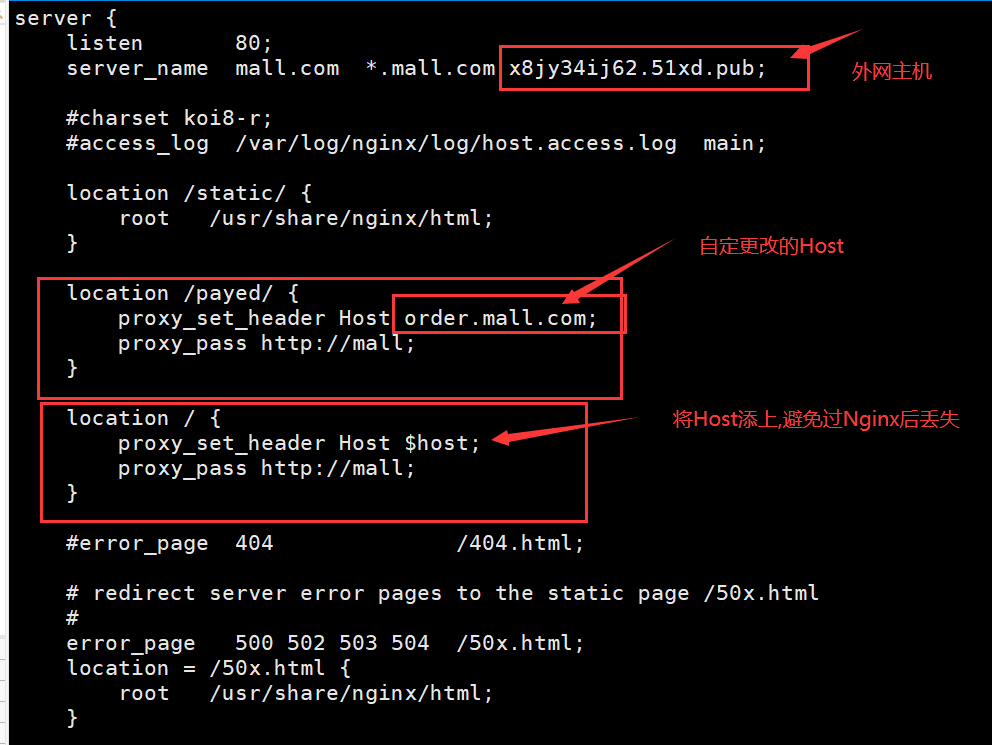 server {
listen 80;
server_name mall.com *.mall.com x8jy34ij62.51xd.pub;
外网主机
#charset koi8-r;
#access_log /var/log/nginx/log/host.access.log main;
location /static/ {
root /usr/share/nginx/html;
}
自定更改的Host
location /payed/ {
proxy_set_header Host order.mall.com;
proxy_pass http://mall;
}
location / {
将Host添上,避免过Nginx后丢失
proxy_set_header Host $host;
proxy_pass http://mall;
}
#error_page 404 /404.html;
# redirect server error pages to the static page /50x.html
#
error_page 500 502 503 504 /50x.html;
location = /50x.html {
root /usr/share/nginx/html;
}